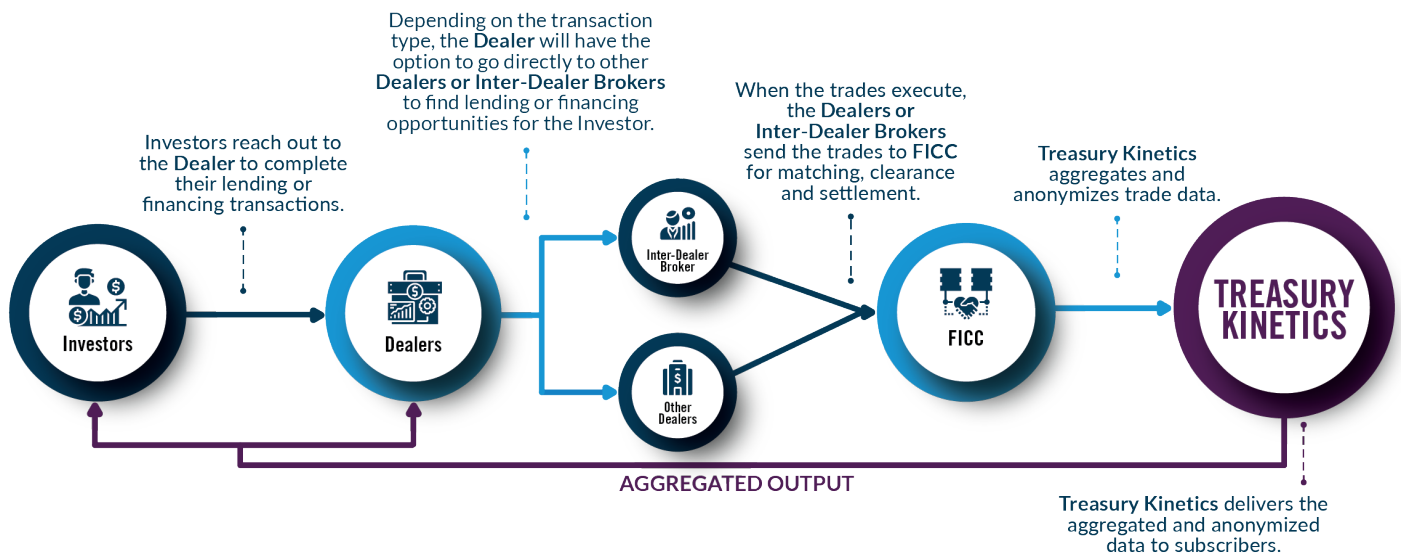 Depending on the transaction
type, the Dealer will have the
option to go directly to other
Dealers or Inter-Dealer Brokers
to find lending or financing
opportunities for the Investor.
When the trades execute,
the Dealers or
Inter-Dealer Brokers
send the trades to FICC
for matching, clearance
and settlement.
Investors reach out to
the Dealer to complete
their lending or
financing transactions.
Treasury Kinetics
aggregates and
anonymizes trade data.
Investors
Dealers
Inter-Dealer
Broker
Other
Dealers
FICC
TREASURY
KINETICS
AGGREGATED OUTPUT
Treasury Kinetics delivers the
aggregated and anonymized
data to subscribers.